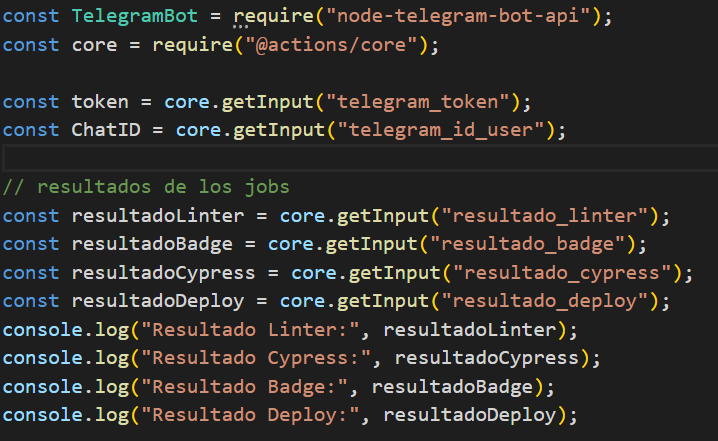 const TelegramBot = require("node-telegram-bot-api");
const core = require("@actions/core");
const token = core.getInput("telegram_token");
const ChatID = core.getInput("telegram_id_user");
// resultados de los jobs
const resultadoLinter = core.getInput("resultado_linter");
const resultadoBadge = core.getInput("resultado_badge");
const resultadoCypress = core.getInput("resultado_cypress");
const resultadoDeploy = core.getInput("resultado_deploy");
console.log("Resultado Linter:", resultadoLinter);
console.log("Resultado Cypress:", resultadoCypress);
console.log("Resultado Badge:", resultadoBadge);
console.log("Resultado Deploy:", resultadoDeploy);